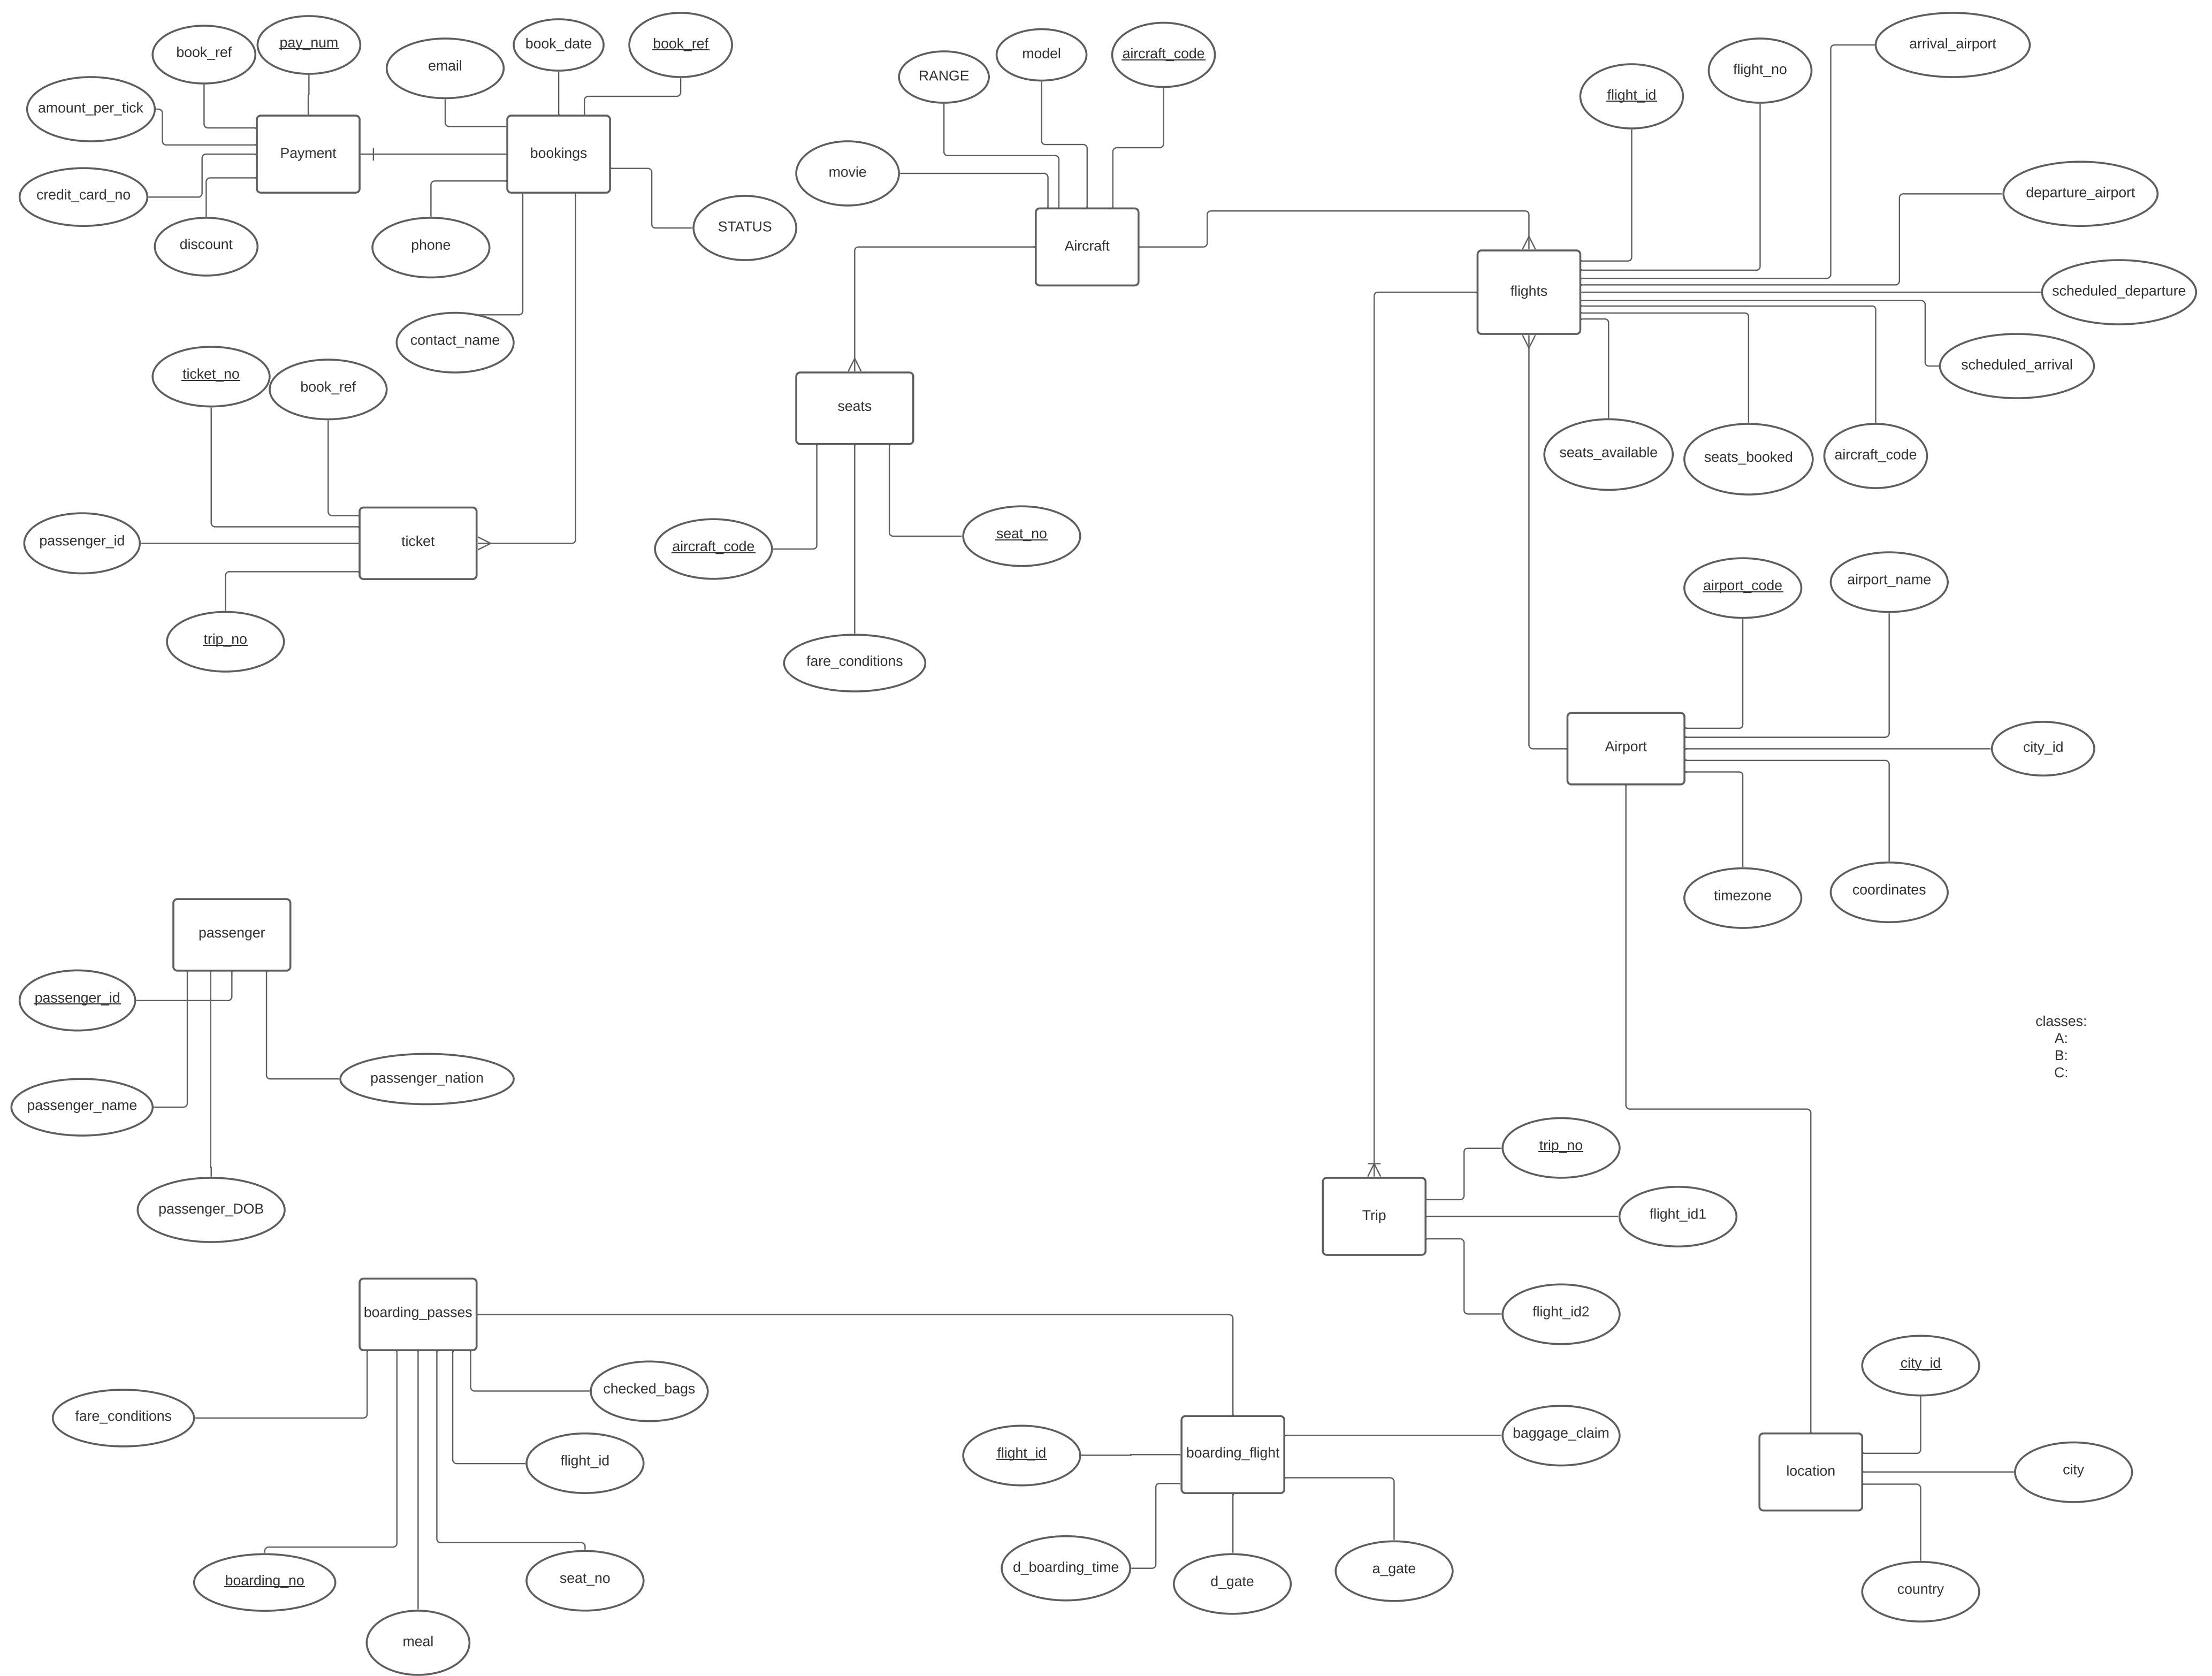 book_ref
pay_num
amount_per_tick
Payment
credit_card_no
discount
email
book_date
book_ref
bookings
phone
STATUS
contact_name
ticket_no
book_ref
passenger_id
ticket
trip_no
RANGE
model
aircraft_code
movie
Aircraft
seats
aircraft_code
seat_no
fare_conditions
flight_id
flight_no
arrival_airport
departure_airport
flights
scheduled_departure
scheduled_arrival
seats_available
seats_booked
aircraft_code
airport_code
airport_name
Airport
city_id
timezone
coordinates
passenger
passenger_id
passenger_name
passenger_nation
passenger_DOB
classes:
A:
B:
C:
trip_no
Trip
flight_id1
flight_id2
boarding_passes
checked_bags
fare_conditions
flight_id
boarding_no
seat_no
meal
flight_id
boarding_flight
baggage_claim
d_boarding_time
d_gate
a_gate
city_id
location
city
country